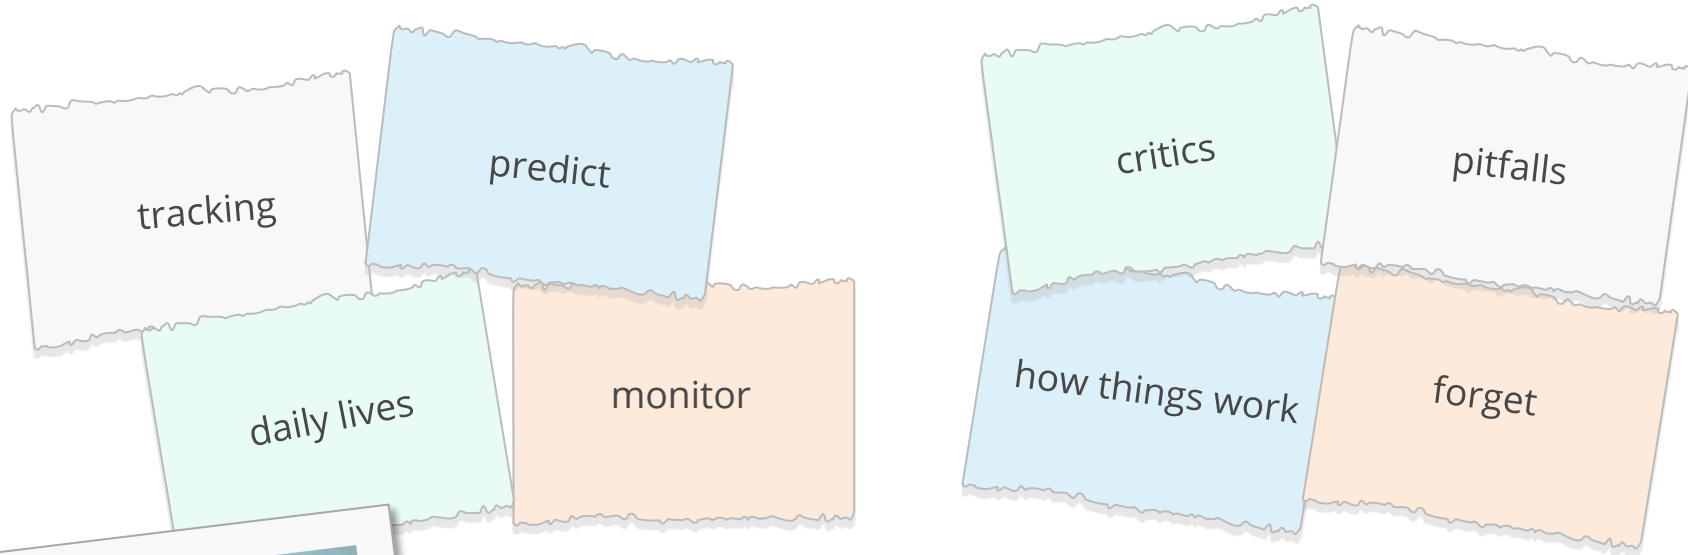 tracking
predict
daily lives
monitor
critics
pitfalls
how things work
forget